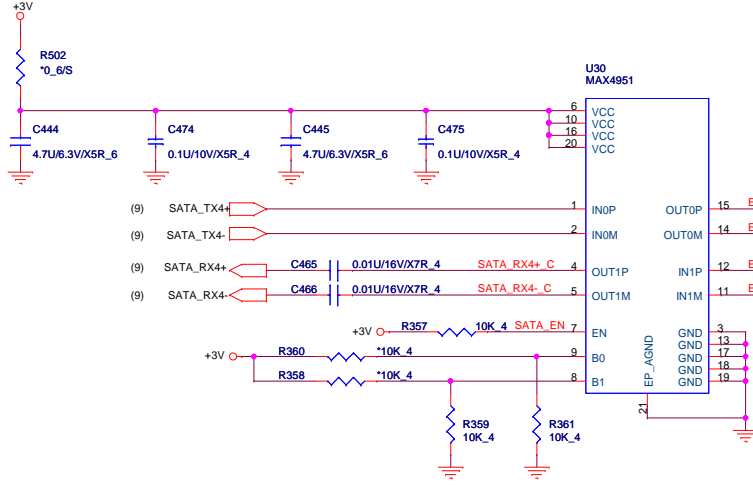 +3V
R502
*0_6/S
U30
MAX4951
C444
4.7U/6.3V/X5R_6
C474
0.1U/10V/X5R_4
C445
4.7U/6.3V/X5R_6
C475
0.1U/10V/X5R_4
6 VCC
10 VCC
16 VCC
20 VCC
(9) SATA_TX4+ 1 IN0P OUT0P 15
(9) SATA_TX4- 2 IN0M OUT0M 14
(9) SATA_RX4+ C465 0.01U/16V/X7R_4 SATA_RX4+_C 4 OUT1P IN1P 12
(9) SATA_RX4- C466 0.01U/16V/X7R_4 SATA_RX4-_C 5 OUT1M IN1M 11
+3V R357 10K_4 SATA_EN 7 EN GND 3
GND 13
+3V R360 *10K_4 9 B0 GND 17
GND 18
R358 *10K_4 8 B1 GND 19
EP_AGND
21
R359
10K_4
R361
10K_4